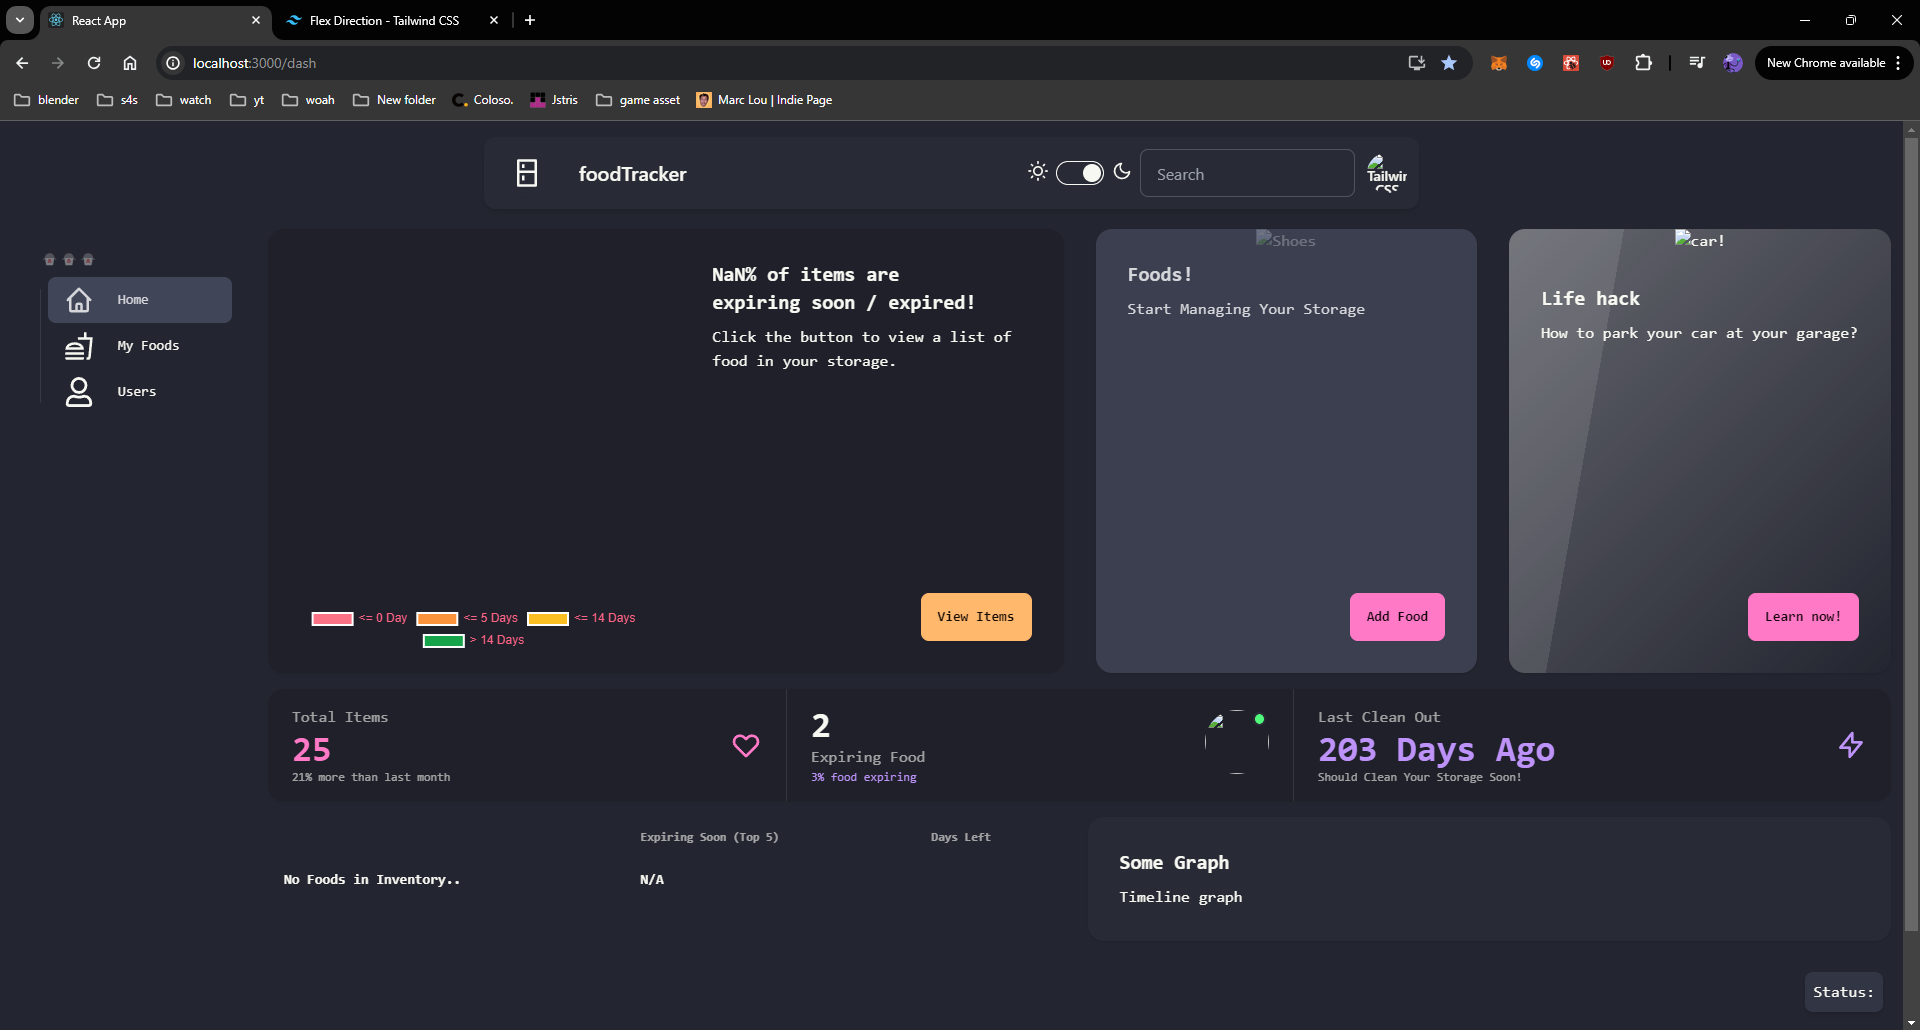 React App
Flex Direction - Tailwind CSS
localhost:3000/dash
New Chrome available
blender
s4s
watch
yt
woah
New folder
Coloso.
Jstris
game asset
Marc Lou | Indie Page
foodTracker
Search
Tailwin
CSS
Home
My Foods
Users
NaN% of items are
expiring soon / expired!
Click the button to view a list of
food in your storage.
<= 0 Day
<= 5 Days
<= 14 Days
> 14 Days
View Items
Shoes
Foods!
Start Managing Your Storage
Add Food
car!
Life hack
How to park your car at your garage?
Learn now!
Total Items
25
21% more than last month
2
Expiring Food
3% food expiring
Last Clean Out
203 Days Ago
Should Clean Your Storage Soon!
Expiring Soon (Top 5)
Days Left
No Foods in Inventory..
N/A
Some Graph
Timeline graph
Status: